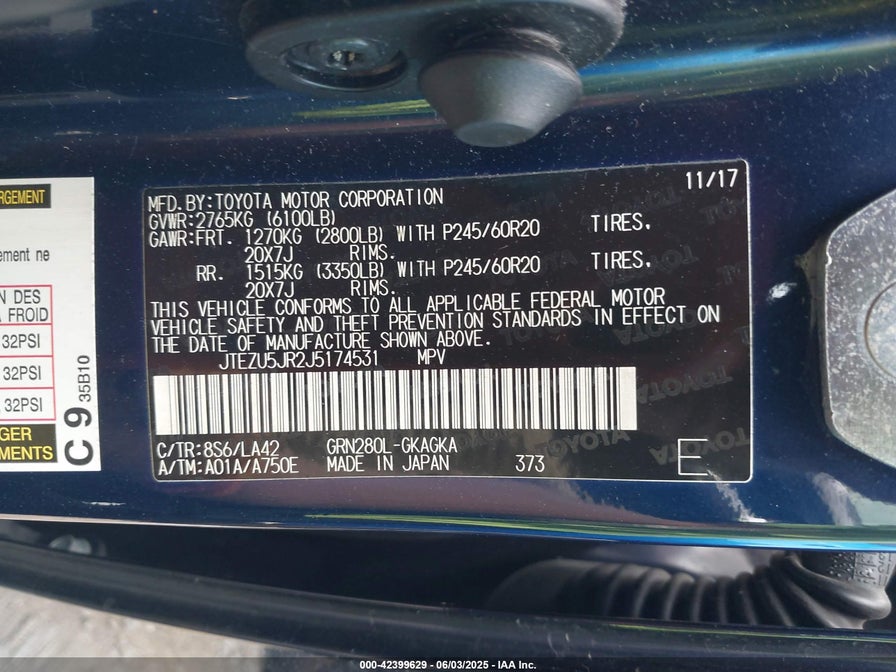 RGEMENT
ement ne
N DES
A FROID
32PSI
32PSI
32PSI
GER
MENTS
C 9
35B10
11/17
MFD.BY:TOYOTA MOTOR CORPORATION
GVWR:2765KG (6100LB)
GAWR:FRT. 1270KG (2800LB) WITH P245/60R20 TIRES,
20X7J RIMS.
RR. 1515KG (3350LB) WITH P245/60R20 TIRES,
20X7J RIMS.
THIS VEHICLE CONFORMS TO ALL APPLICABLE FEDERAL MOTOR
VEHICLE SAFETY AND THEFT PREVENTION STANDARDS IN EFFECT ON
THE DATE OF MANUFACTURE SHOWN ABOVE.
JTEZU5JR2J5174531 MPV
C/TR:8S6/LA42 GRN280L-GKAGKA
A/TM:A01A/A750E MADE IN JAPAN 373 E
000-42399629 - 06/03/2025 - IAA Inc.